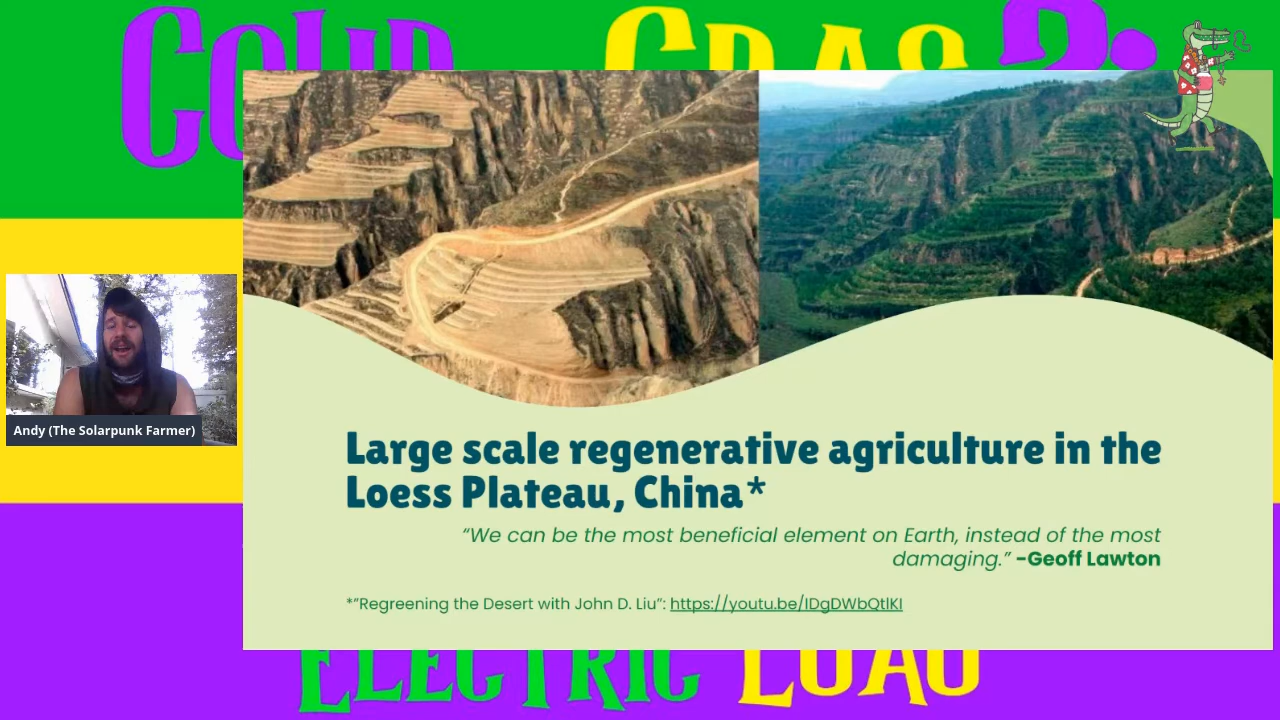 Large scale regenerative agriculture in the
Loess Plateau, China*
“We can be the most beneficial element on Earth, instead of the most
damaging.” -Geoff Lawton
*"Regreening the Desert with John D. Liu": https://youtu.be/IDgDWbQtlKI
Andy (The Solarpunk Farmer)
ELECTRIC LUAU